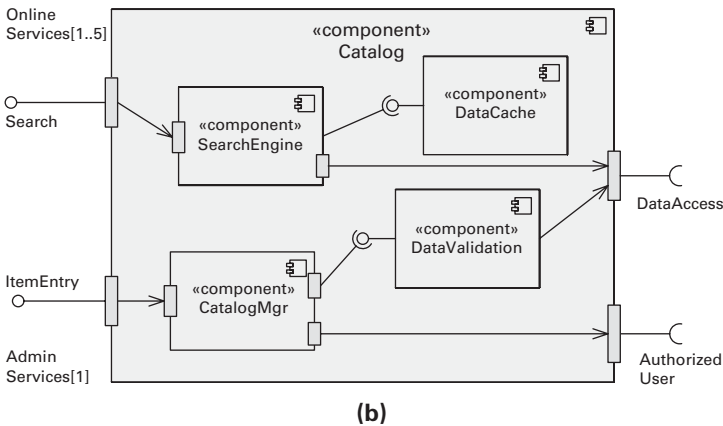 Online
Services[1..5]
«component»
Catalog
«component»
DataCache
«component»
SearchEngine
Search
DataAccess
«component»
DataValidation
ItemEntry
«component»
CatalogMgr
Admin
Services[1]
Authorized
User
(b)